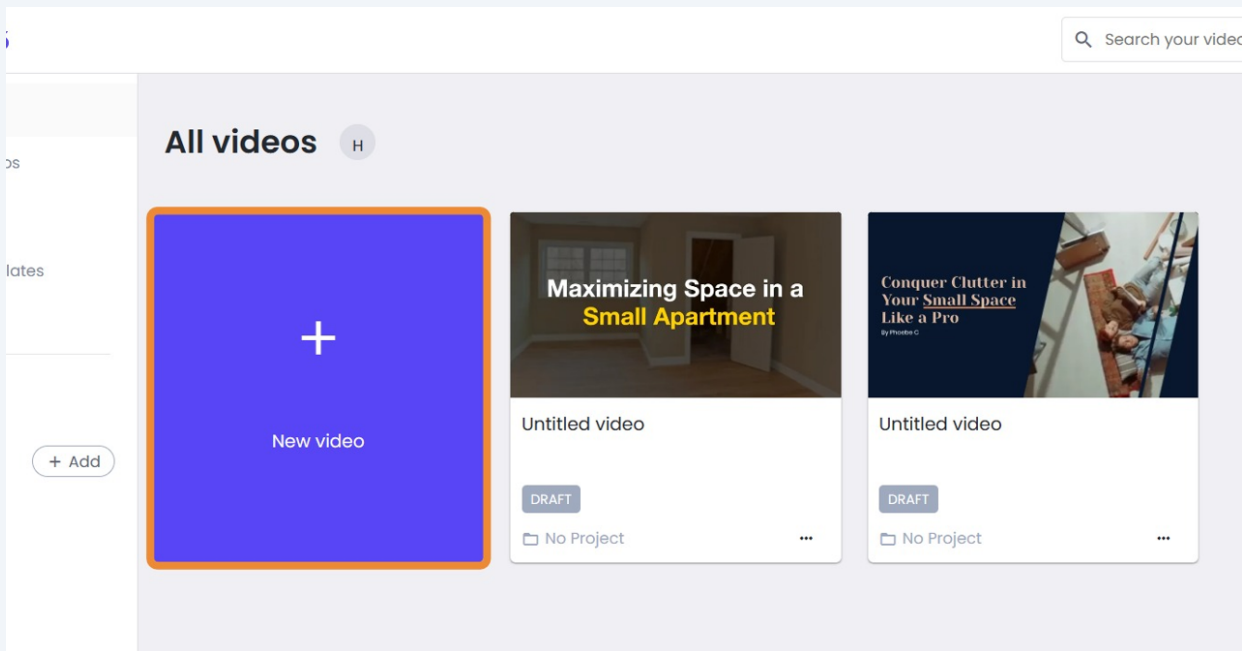 Search your video
All videos H
lates
+ Add
+
New video
Maximizing Space in a
Small Apartment
Untitled video
DRAFT
No Project
...
Conquer Clutter in
Your Small Space
Like a Pro
By Phoebe C
Untitled video
DRAFT
No Project
...